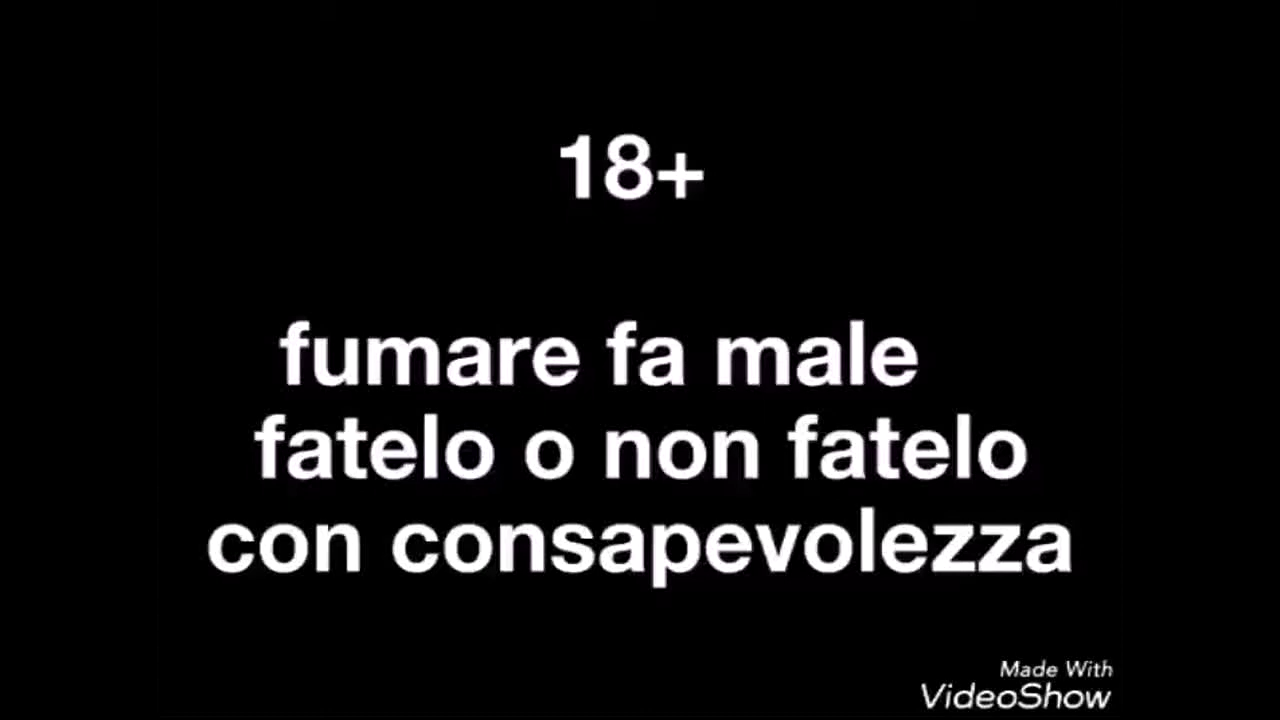 18+
fumare fa male
fatelo o non fatelo
con consapevolezza
Made With
VideoShow